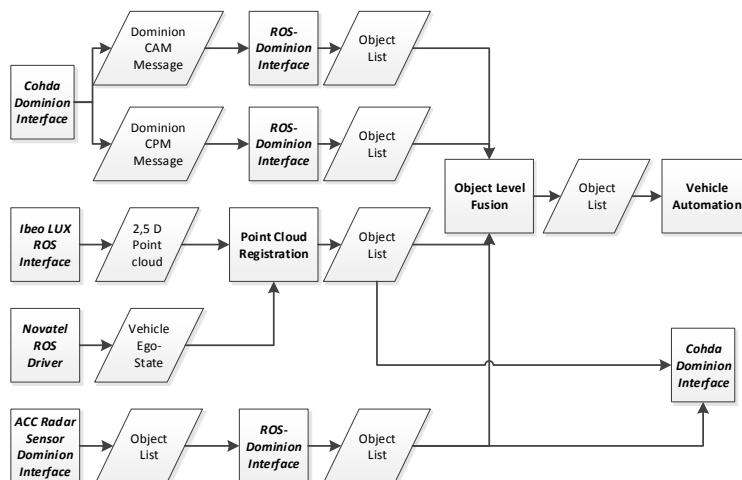 Dominion
CAM
Message
ROS-
Dominion
Interface
Object
List
Cohda
Dominion
Interface
Dominion
CPM
Message
ROS-
Dominion
Interface
Object
List
Object Level
Fusion
Object
List
Vehicle
Automation
Ibeo LUX
ROS
Interface
2,5 D
Point
cloud
Point Cloud
Registration
Object
List
Novatel
ROS
Driver
Vehicle
Ego-
State
Cohda
Dominion
Interface
ACC Radar
Sensor
Dominion
Interface
Object
List
ROS-
Dominion
Interface
Object
List